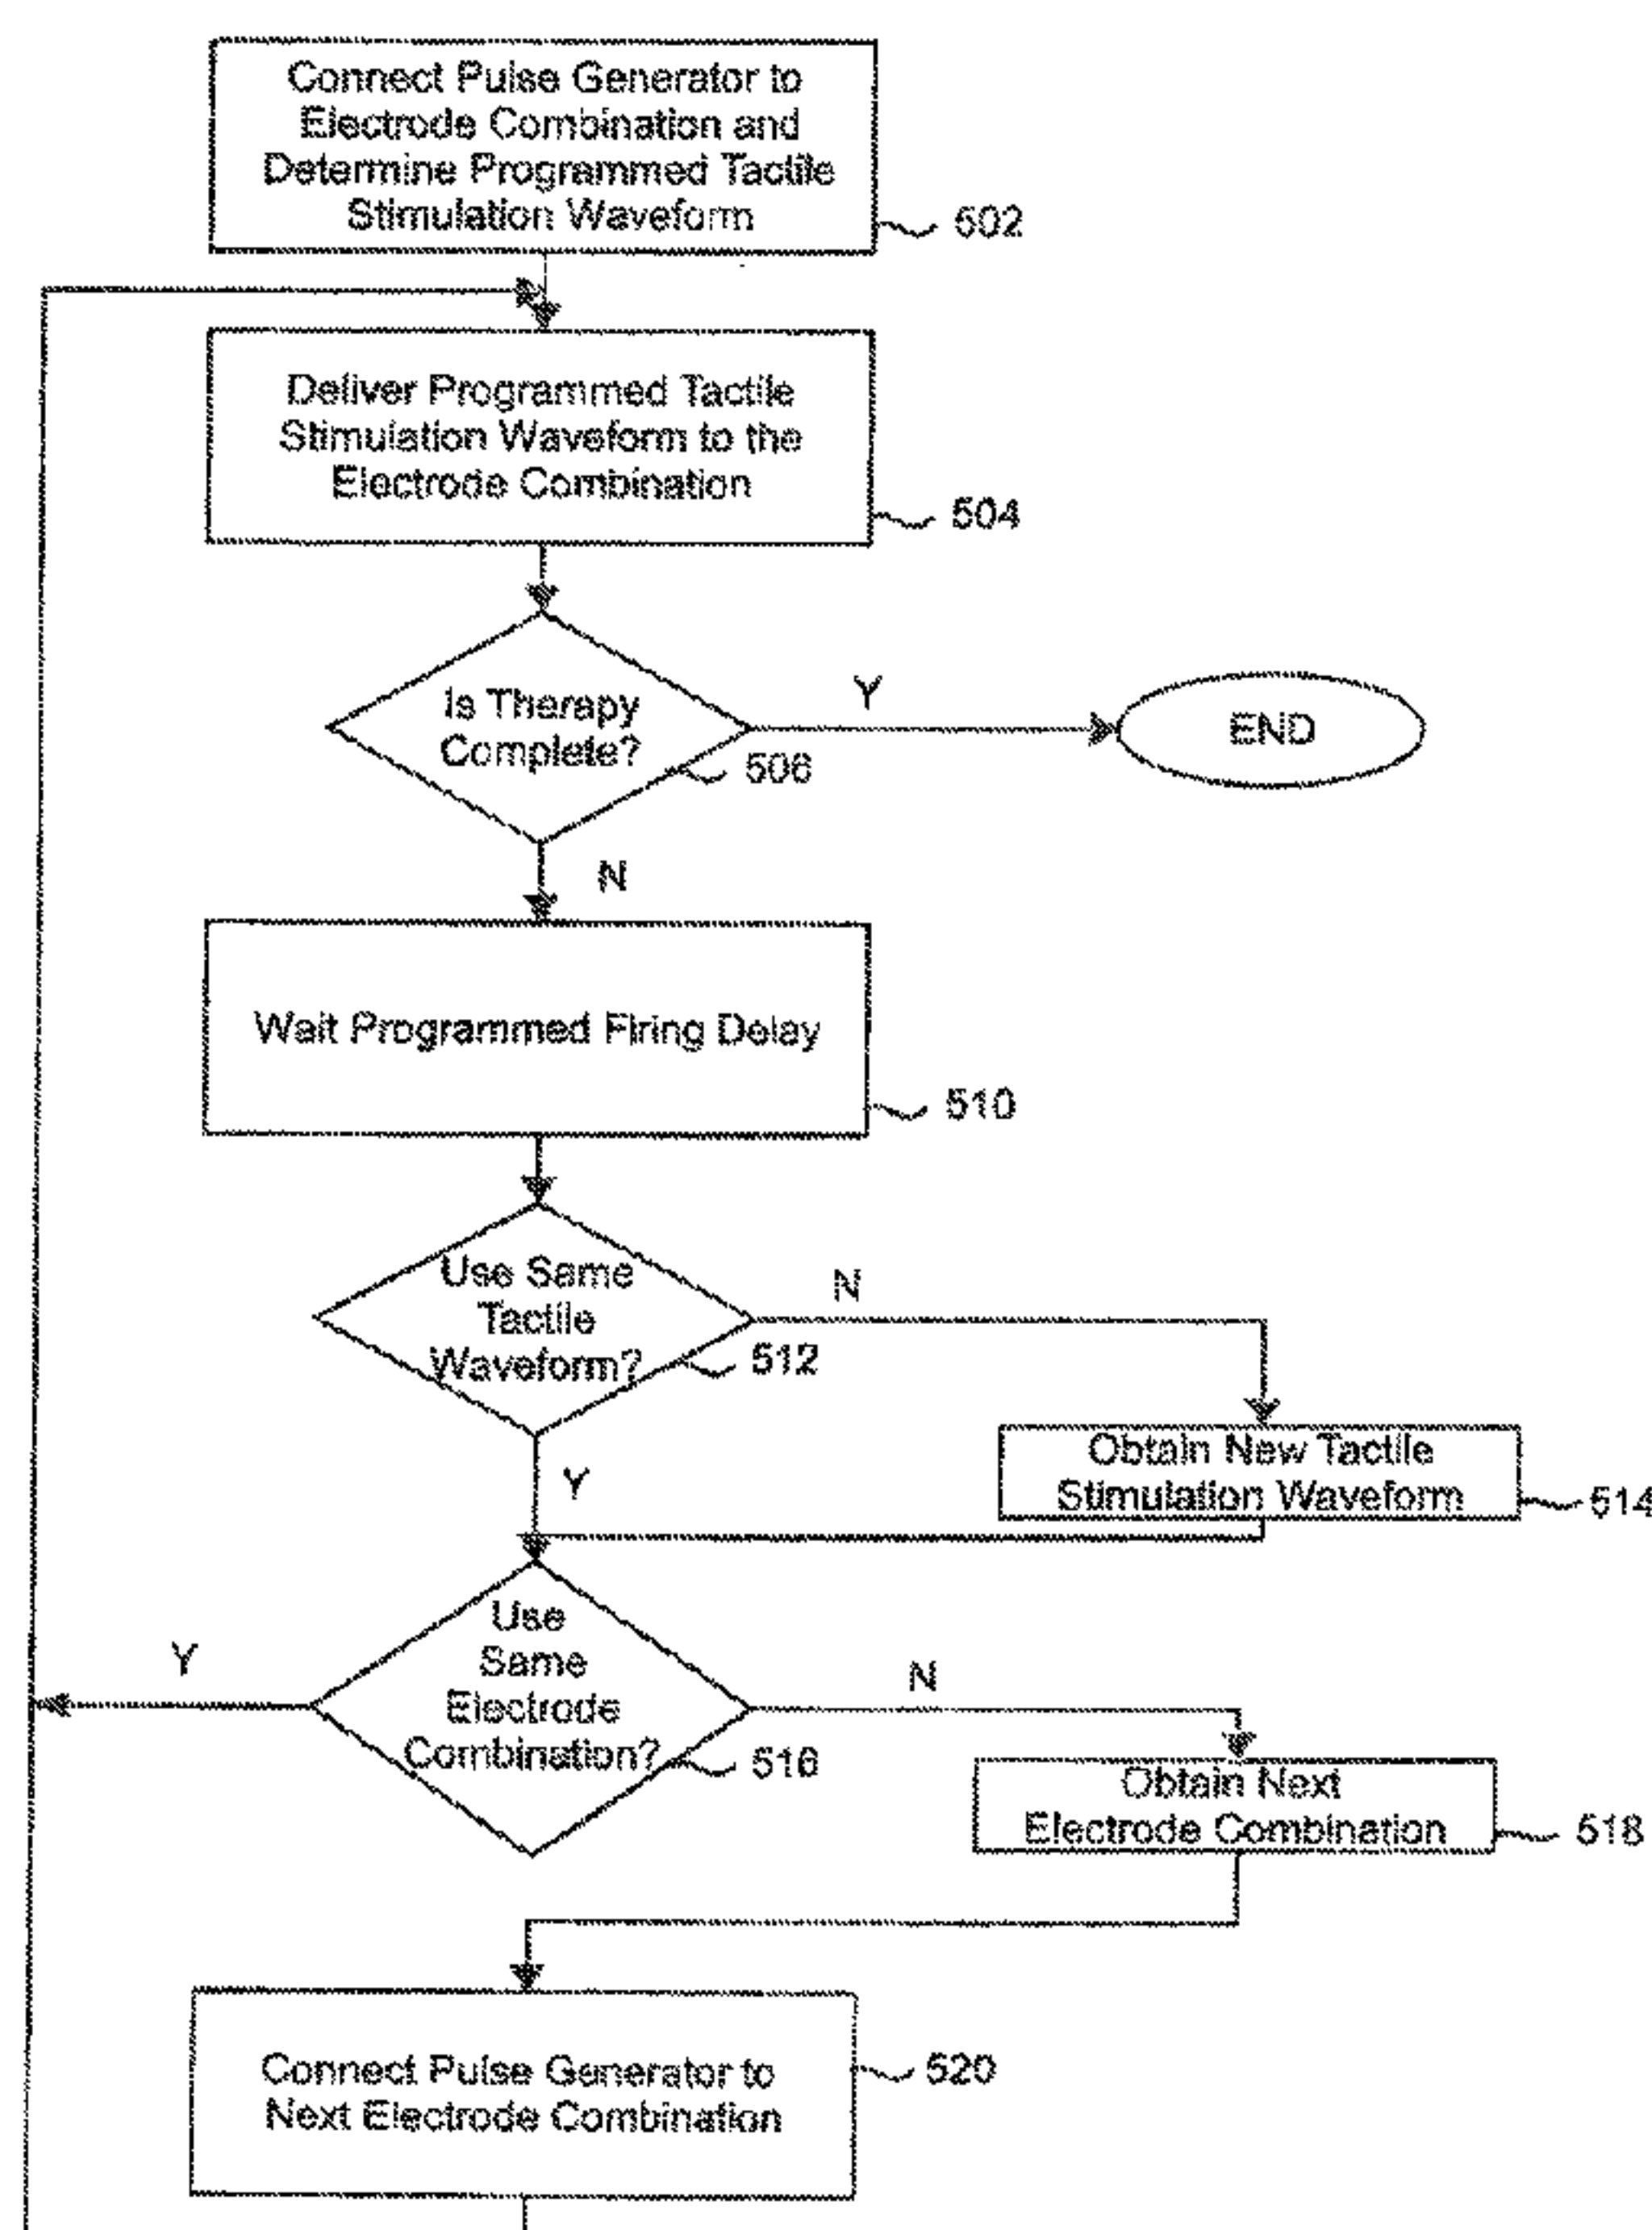 Connect Pulse Generator to
Electrode Combination and
Determine Programmed Tactile
Stimulation Waveform
502
Deliver Programmed Tactile
Stimulation Waveform to the
Electrode Combination
504
Is Therapy
Complete?
506
Y
END
N
Wait Programmed Firing Delay
510
Use Same
Tactile
Waveform?
512
N
Y
Obtain New Tactile
Stimulation Waveform
514
Use
Same
Electrode
Combination?
516
Y
N
Obtain Next
Electrode Combination
518
Connect Pulse Generator to
Next Electrode Combination
520